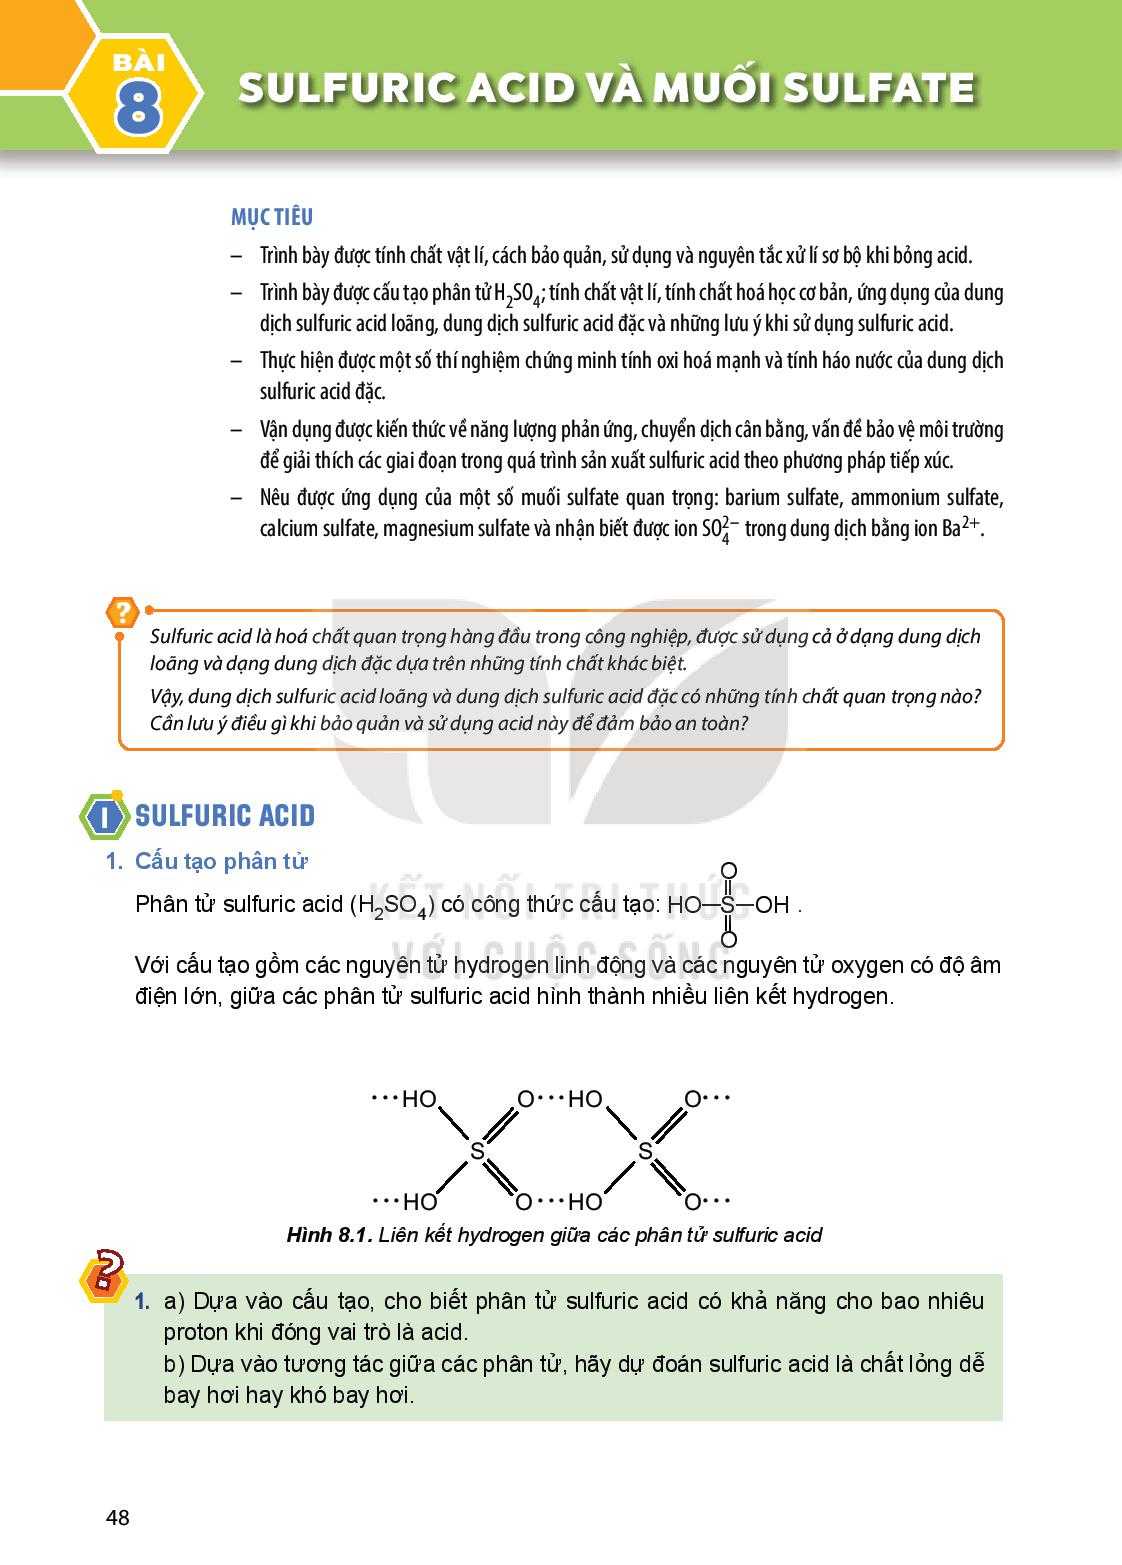 BÀI
8
SULFURIC ACID VÀ MUỐI SULFATE
MỤC TIÊU
– Trình bày được tính chất vật lí, cách bảo quản, sử dụng và nguyên tắc xử lí sơ bộ khi bỏng acid.
– Trình bày được cấu tạo phân tử H₂SO₄; tính chất vật lí, tính chất hoá học cơ bản, ứng dụng của dung
dịch sulfuric acid loãng, dung dịch sulfuric acid đặc và những lưu ý khi sử dụng sulfuric acid.
– Thực hiện được một số thí nghiệm chứng minh tính oxi hoá mạnh và tính háo nước của dung dịch
sulfuric acid đặc.
– Vận dụng được kiến thức về năng lượng phản ứng, chuyển dịch cân bằng, vấn đề bảo vệ môi trường
để giải thích các giai đoạn trong quá trình sản xuất sulfuric acid theo phương pháp tiếp xúc.
– Nêu được ứng dụng của một số muối sulfate quan trọng: barium sulfate, ammonium sulfate,
calcium sulfate, magnesium sulfate và nhận biết được ion SO₄²⁻ trong dung dịch bằng ion Ba²⁺.
?
Sulfuric acid là hoá chất quan trọng hàng đầu trong công nghiệp, được sử dụng cả ở dạng dung dịch
loãng và dạng dung dịch đặc dựa trên những tính chất khác biệt.
Vậy, dung dịch sulfuric acid loãng và dung dịch sulfuric acid đặc có những tính chất quan trọng nào?
Cần lưu ý điều gì khi bảo quản và sử dụng acid này để đảm bảo an toàn?
I SULFURIC ACID
1. Cấu tạo phân tử
O
Phân tử sulfuric acid (H₂SO₄) có công thức cấu tạo: HO–S–OH .
O
KẾT NỐI TRI THỨC
VỚI CUỘC SỐNG
Với cấu tạo gồm các nguyên tử hydrogen linh động và các nguyên tử oxygen có độ âm
điện lớn, giữa các phân tử sulfuric acid hình thành nhiều liên kết hydrogen.
···HO O···HO O···
S S
···HO O···HO O···
Hình 8.1. Liên kết hydrogen giữa các phân tử sulfuric acid
?
1. a) Dựa vào cấu tạo, cho biết phân tử sulfuric acid có khả năng cho bao nhiêu
proton khi đóng vai trò là acid.
b) Dựa vào tương tác giữa các phân tử, hãy dự đoán sulfuric acid là chất lỏng dễ
bay hơi hay khó bay hơi.
48